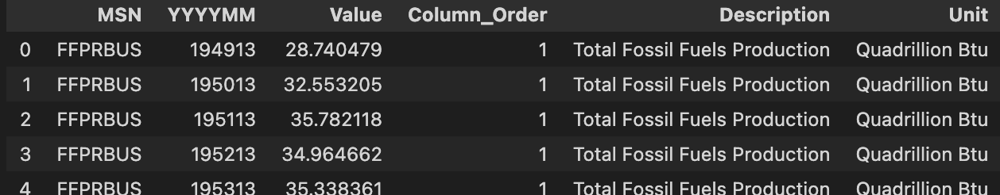 MSN YYYYMM Value Column_Order Description Unit
0 FFPRBUS 194913 28.740479 1 Total Fossil Fuels Production Quadrillion Btu
1 FFPRBUS 195013 32.553205 1 Total Fossil Fuels Production Quadrillion Btu
2 FFPRBUS 195113 35.782118 1 Total Fossil Fuels Production Quadrillion Btu
3 FFPRBUS 195213 34.964662 1 Total Fossil Fuels Production Quadrillion Btu
4 FFPRBUS 195313 35.338361 1 Total Fossil Fuels Production Quadrillion Btu